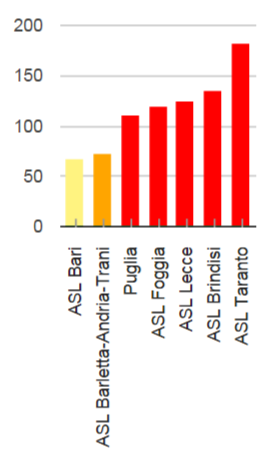 200
150
100
50
0
ASL Bari
ASL Barletta-Andria-Trani
Puglia
ASL Foggia
ASL Lecce
ASL Brindisi
ASL Taranto